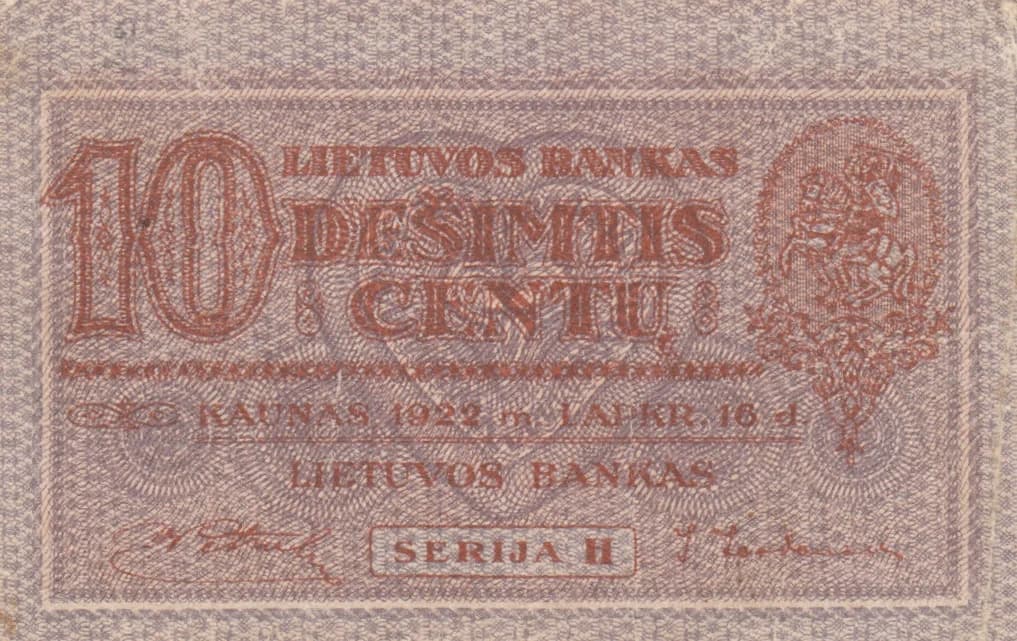 10
LIETUVOS BANKAS
DEŠIMTIS
CENTŲ
KAUNAS, 1922 m. LAPKR. 16 d.
LIETUVOS BANKAS
SERIJA H